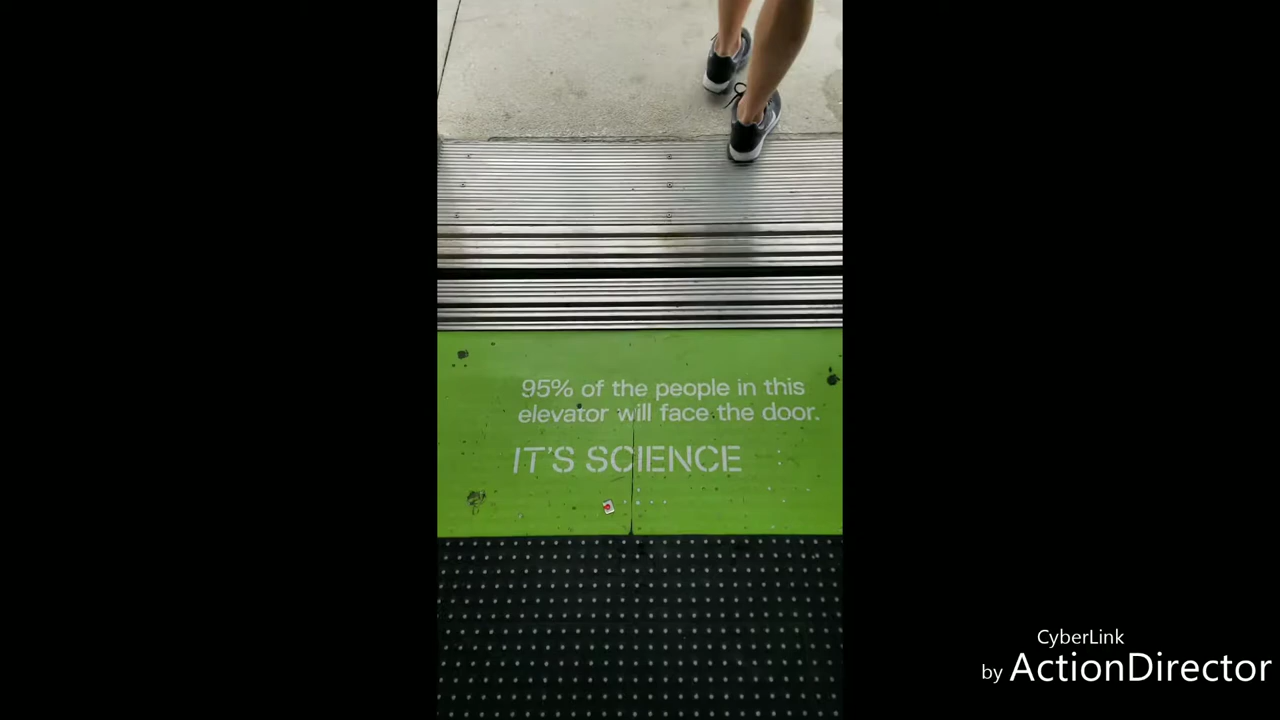 95% of the people in this
elevator will face the door.
IT'S SCIENCE
CyberLink
by ActionDirector